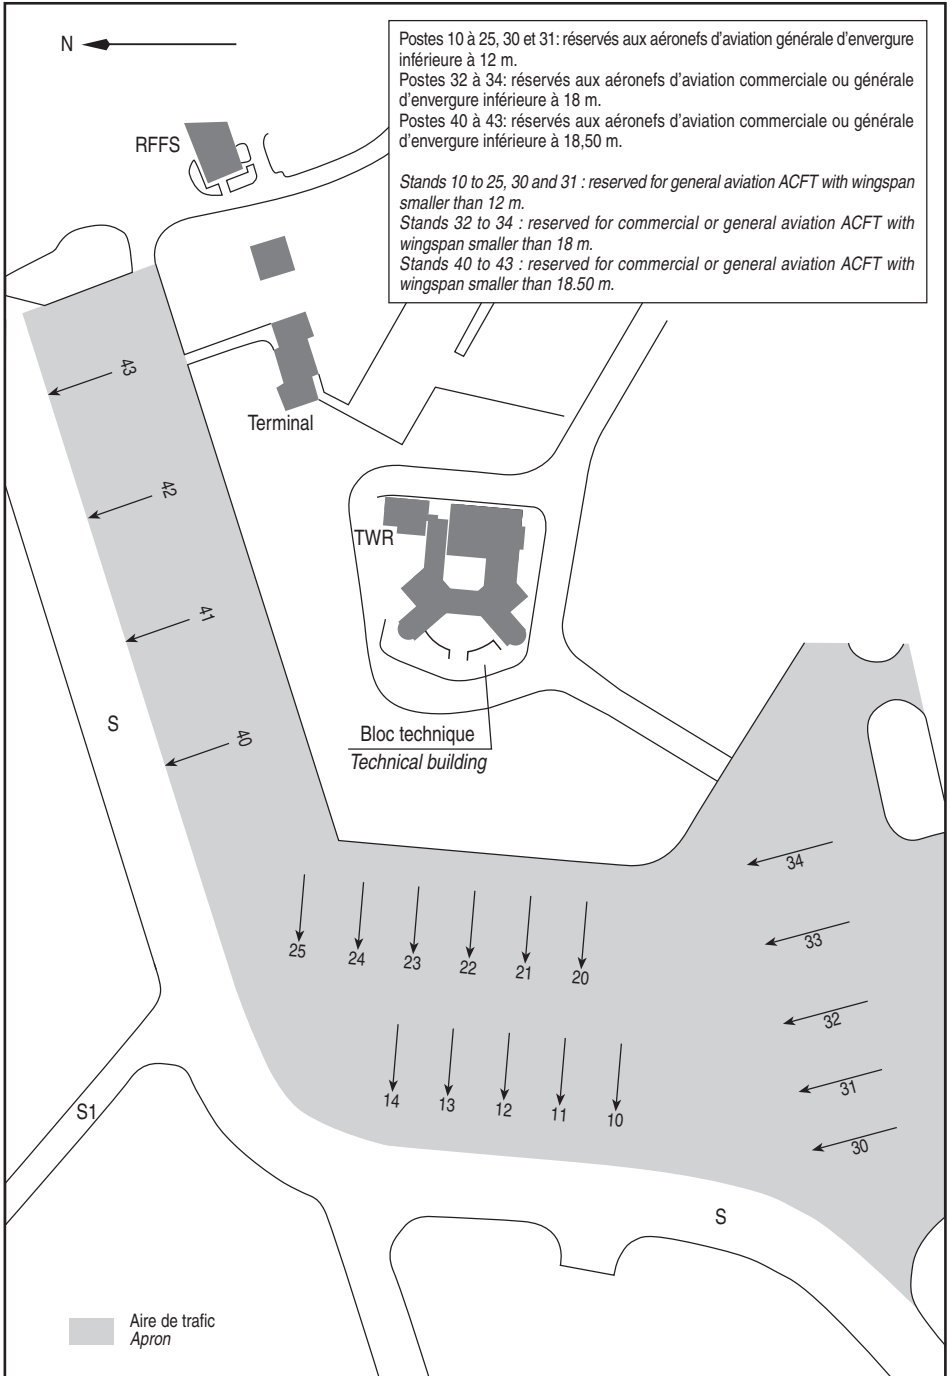 N
Postes 10 à 25, 30 et 31: réservés aux aéronefs d'aviation générale d'envergure
inférieure à 12 m.
Postes 32 à 34: réservés aux aéronefs d'aviation commerciale ou générale
d'envergure inférieure à 18 m.
Postes 40 à 43: réservés aux aéronefs d'aviation commerciale ou générale
d'envergure inférieure à 18,50 m.
Stands 10 to 25, 30 and 31 : reserved for general aviation ACFT with wingspan
smaller than 12 m.
Stands 32 to 34 : reserved for commercial or general aviation ACFT with
wingspan smaller than 18 m.
Stands 40 to 43 : reserved for commercial or general aviation ACFT with
wingspan smaller than 18.50 m.
RFFS
43
Terminal
42
TWR
41
S
40
Bloc technique
Technical building
34
33
25
24
23
22
21
20
32
31
14
13
12
11
10
S1
30
S
Aire de trafic
Apron